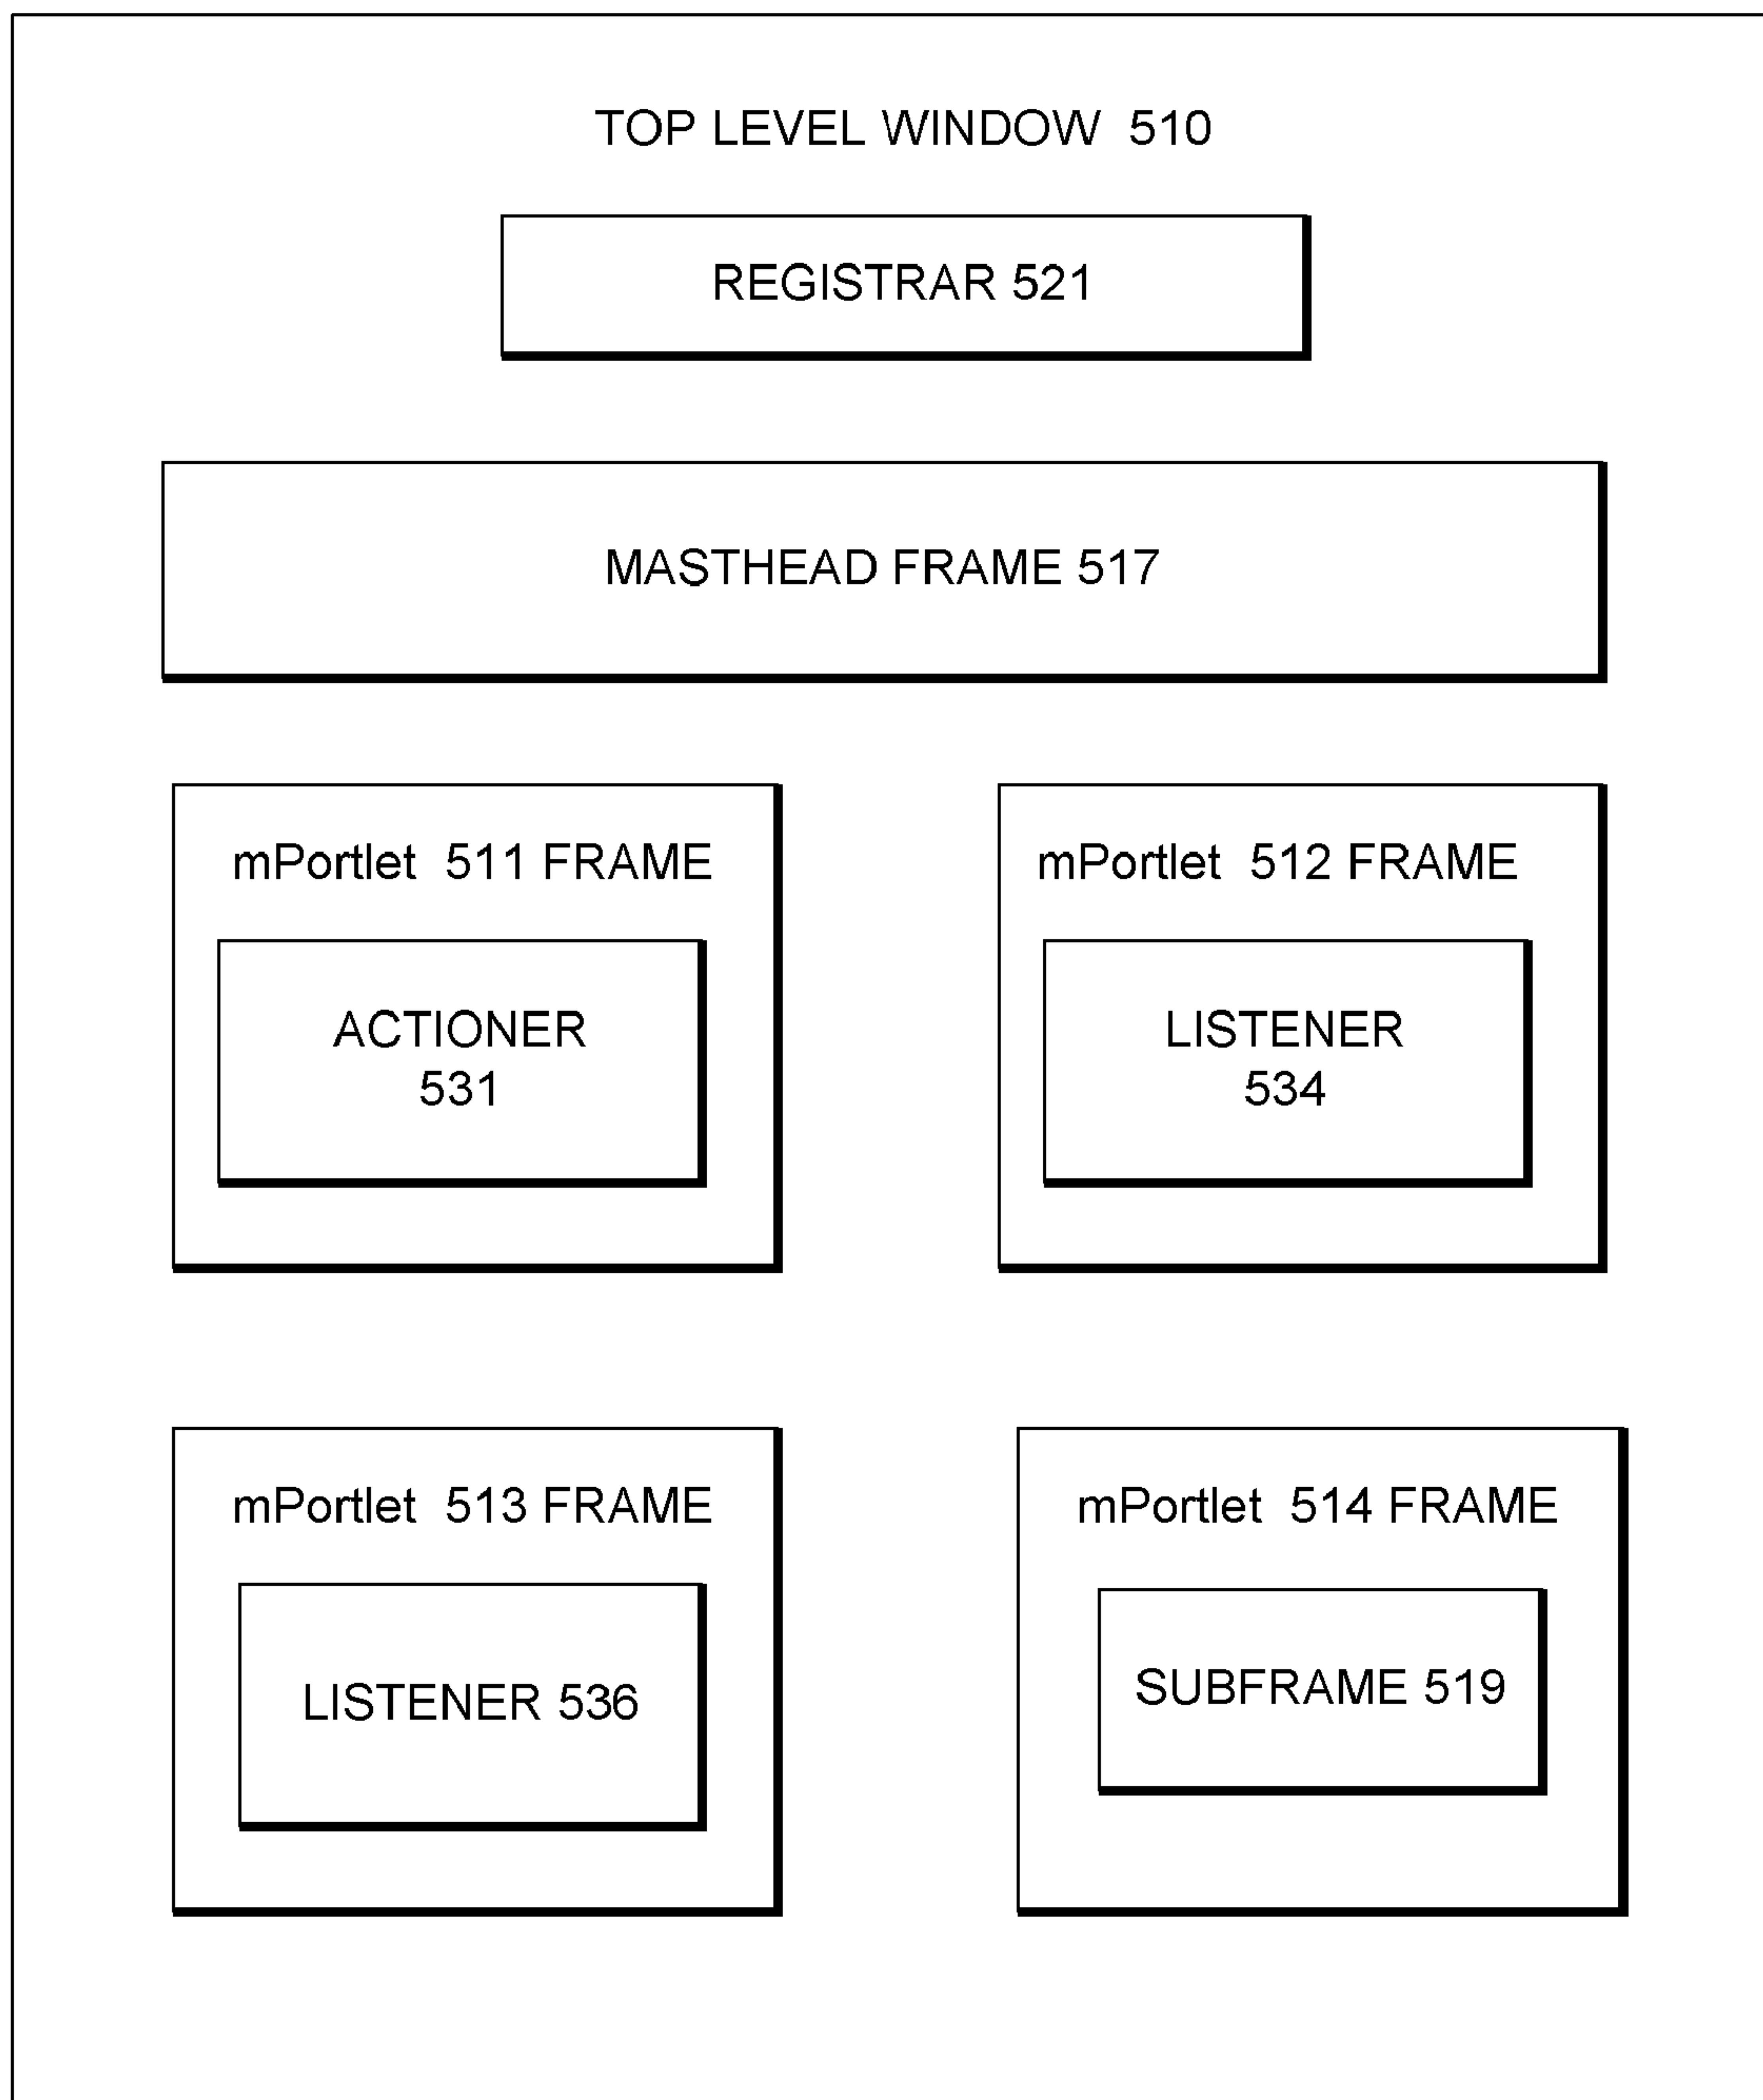 TOP LEVEL WINDOW 510
REGISTRAR 521
MASTHEAD FRAME 517
mPortlet 511 FRAME
ACTIONER
531
mPortlet 512 FRAME
LISTENER
534
mPortlet 513 FRAME
LISTENER 536
mPortlet 514 FRAME
SUBFRAME 519